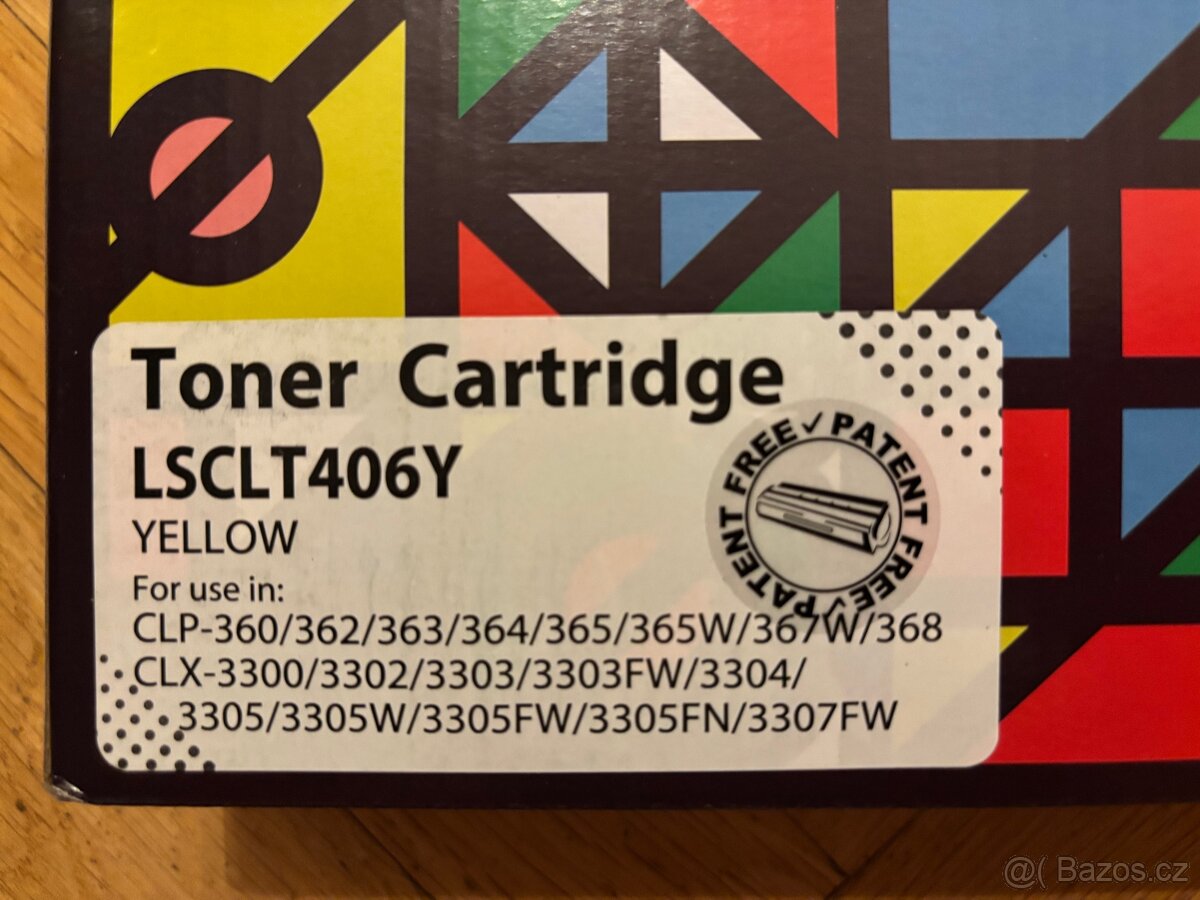 Toner Cartridge
LSCLT406Y
YELLOW
PATENT FREE ✓ PATENT FREE ✓
For use in:
CLP-360/362/363/364/365/365W/367W/368
CLX-3300/3302/3303/3303FW/3304/
3305/3305W/3305FW/3305FN/3307FW
@( Bazos.cz